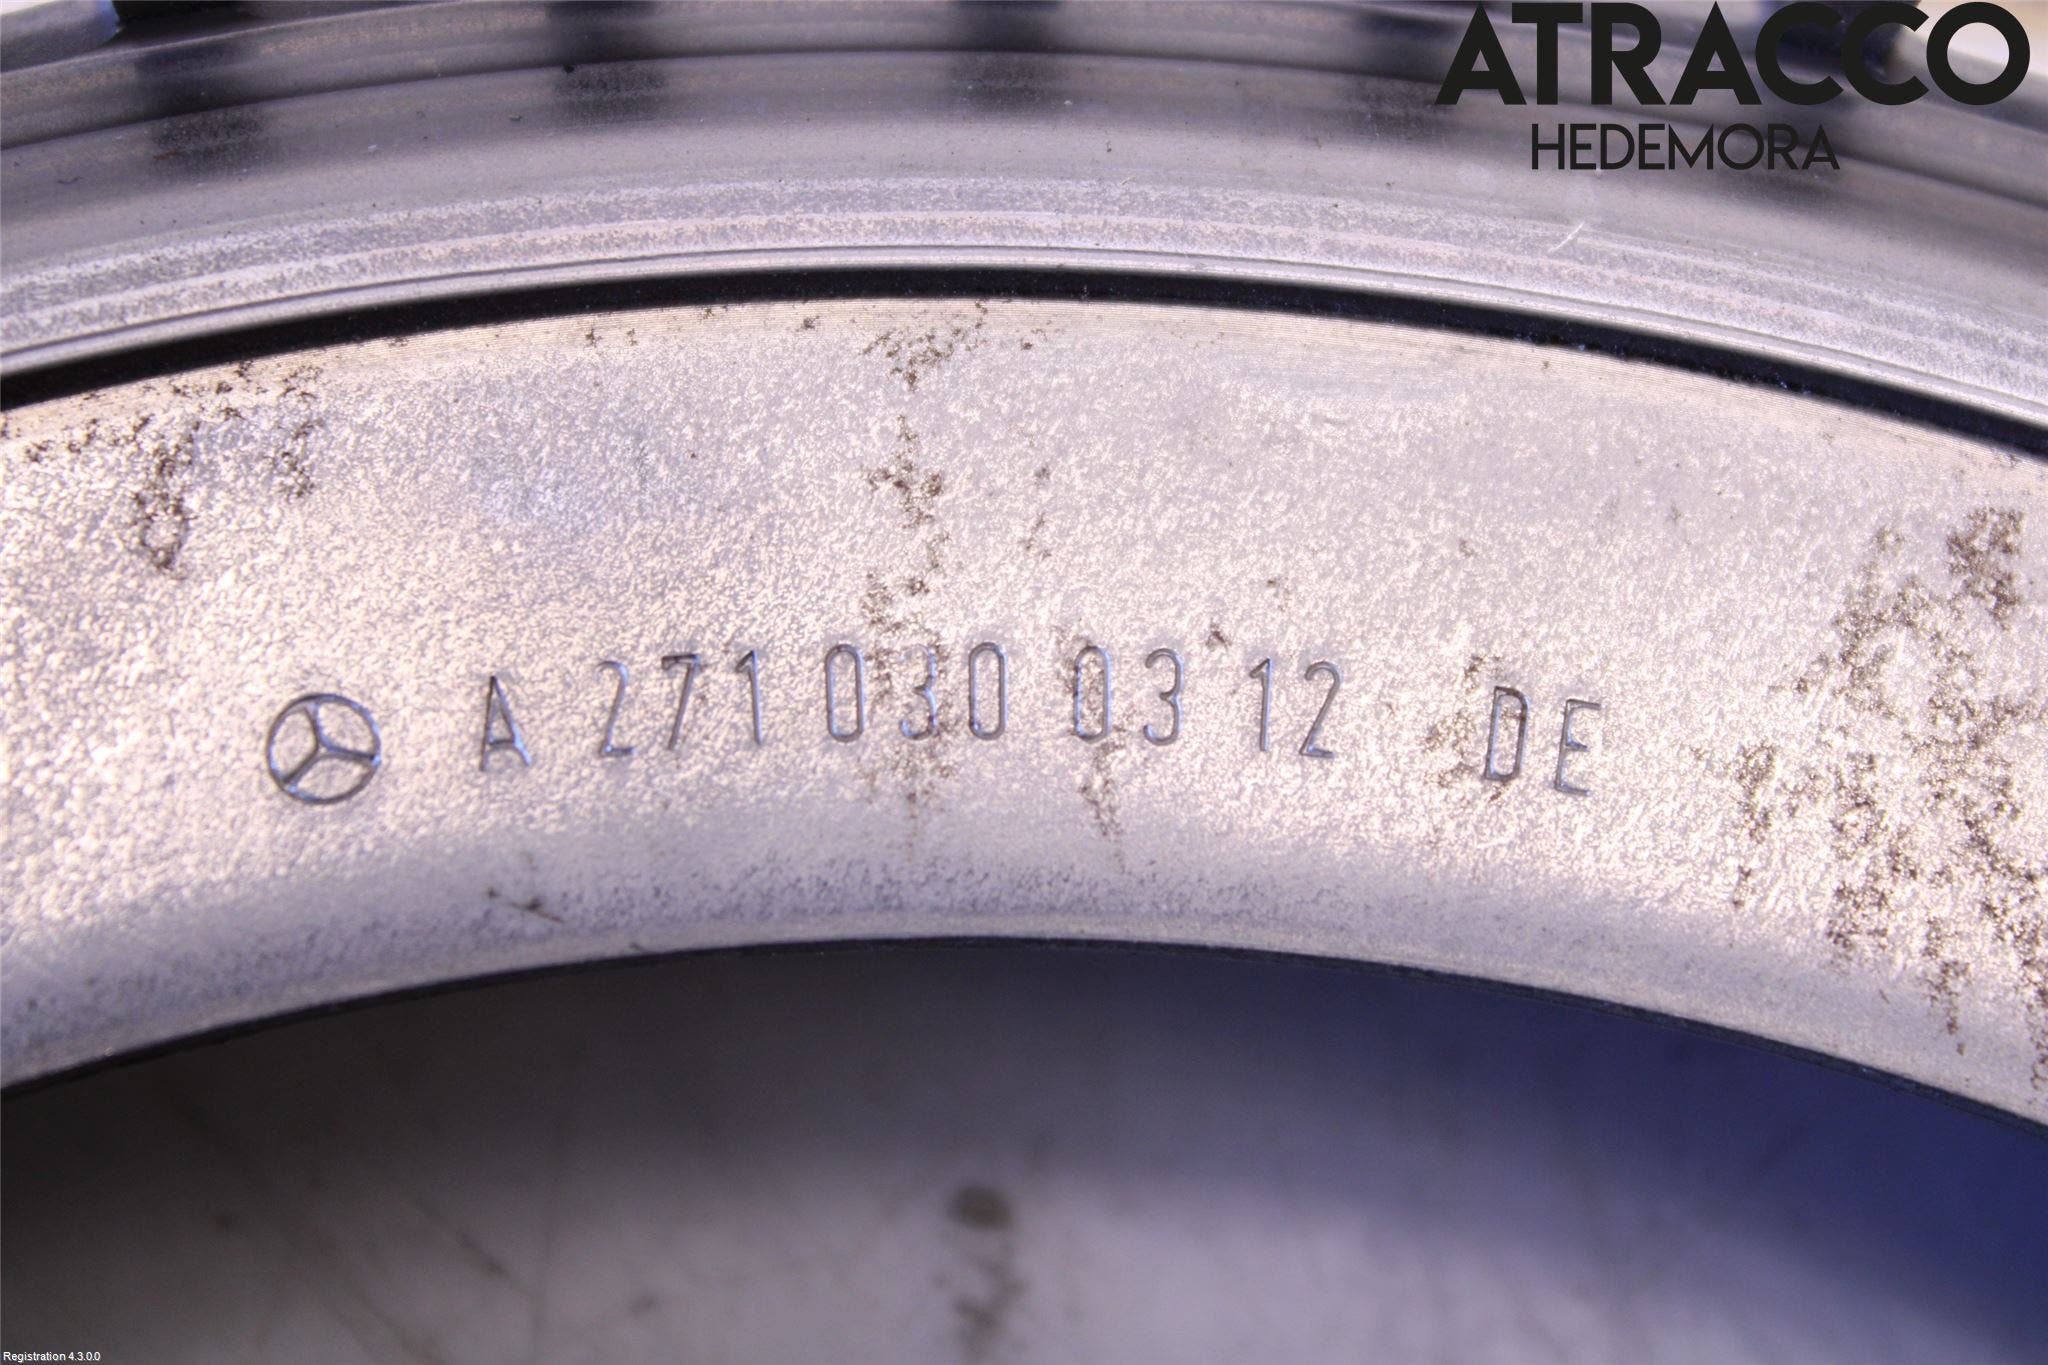 ATRACCO
HEDEMORA
A 271 030 03 12 DE
Registration 4.3.0.0